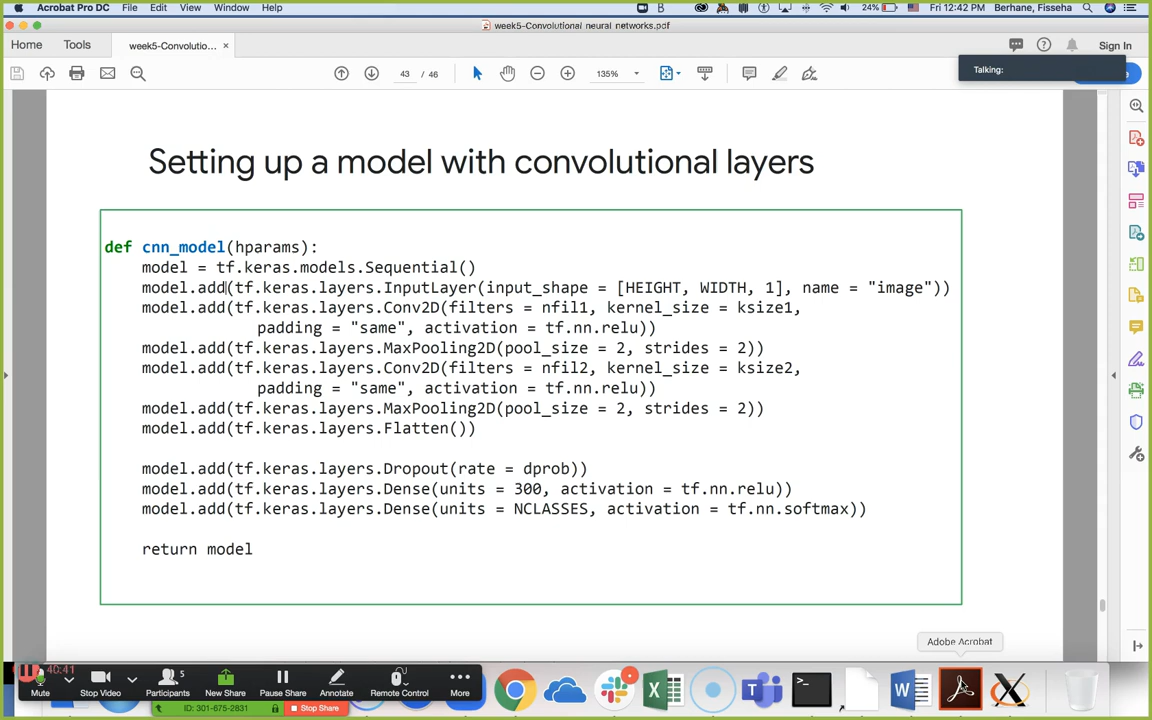 Acrobat Pro DC File Edit View Window Help 24% Fri 12:42 PM Berhane, Fisseha
week5-Convolutional neural networks.pdf
Home Tools week5-Convolutio... × Sign In
43 / 46 135%
Talking:
Setting up a model with convolutional layers
def cnn_model(hparams):
model = tf.keras.models.Sequential()
model.add(tf.keras.layers.InputLayer(input_shape = [HEIGHT, WIDTH, 1], name = "image"))
model.add(tf.keras.layers.Conv2D(filters = nfil1, kernel_size = ksize1,
padding = "same", activation = tf.nn.relu))
model.add(tf.keras.layers.MaxPooling2D(pool_size = 2, strides = 2))
model.add(tf.keras.layers.Conv2D(filters = nfil2, kernel_size = ksize2,
padding = "same", activation = tf.nn.relu))
model.add(tf.keras.layers.MaxPooling2D(pool_size = 2, strides = 2))
model.add(tf.keras.layers.Flatten())
model.add(tf.keras.layers.Dropout(rate = dprob))
model.add(tf.keras.layers.Dense(units = 300, activation = tf.nn.relu))
model.add(tf.keras.layers.Dense(units = NCLASSES, activation = tf.nn.softmax))
return model
Adobe Acrobat
40:41
5
Mute Stop Video Participants New Share Pause Share Annotate Remote Control More
ID: 301-675-2831 Stop Share